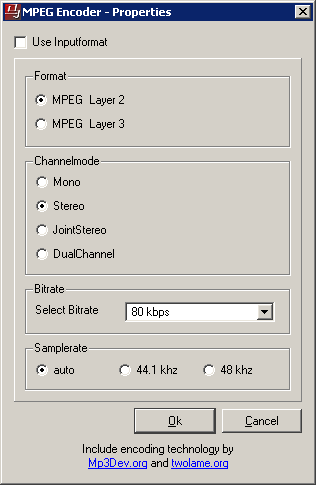 MPEG Encoder - Properties
Use Inputformat
Format
MPEG Layer 2
MPEG Layer 3
Channelmode
Mono
Stereo
JointStereo
DualChannel
Bitrate
Select Bitrate 80 kbps
Samplerate
auto 44.1 khz 48 khz
Ok Cancel
Include encoding technology by
Mp3Dev.org and twolame.org